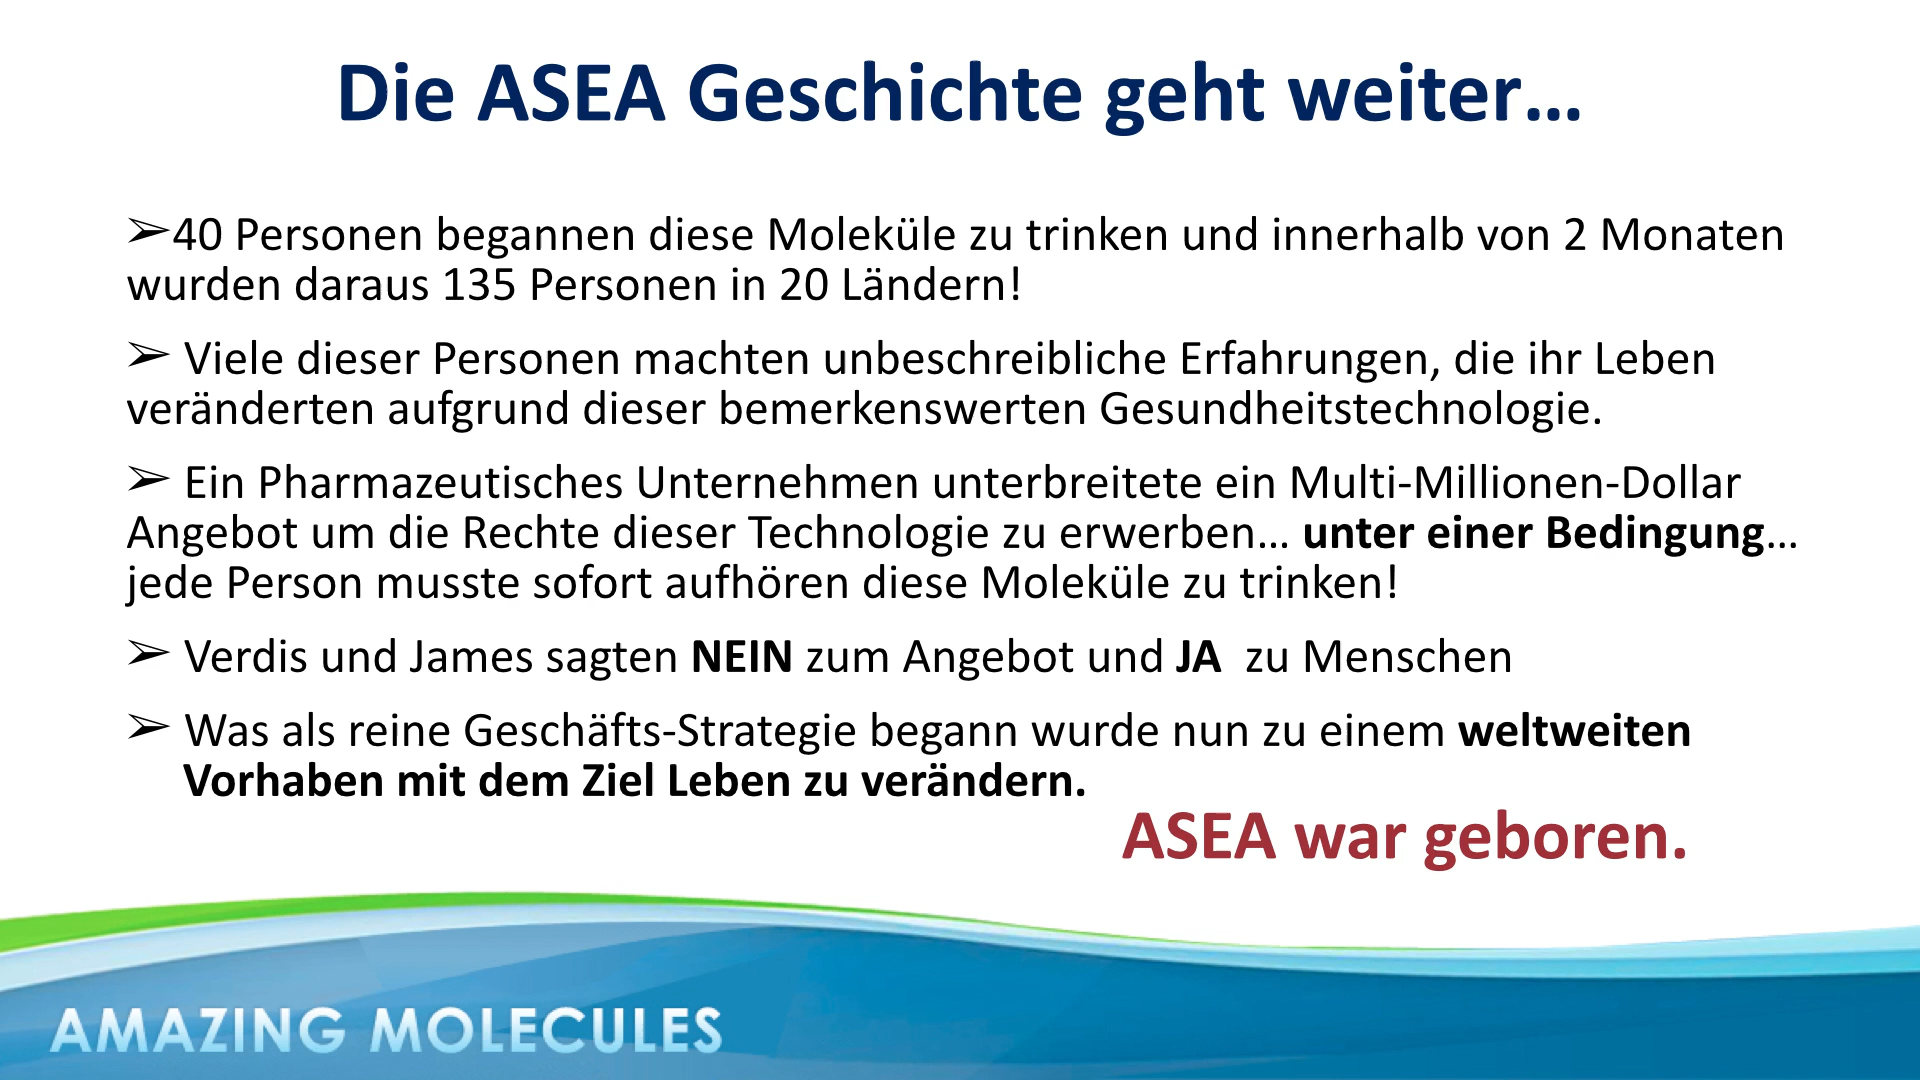 Die ASEA Geschichte geht weiter...
➢40 Personen begannen diese Moleküle zu trinken und innerhalb von 2 Monaten
wurden daraus 135 Personen in 20 Ländern!
➢ Viele dieser Personen machten unbeschreibliche Erfahrungen, die ihr Leben
veränderten aufgrund dieser bemerkenswerten Gesundheitstechnologie.
➢ Ein Pharmazeutisches Unternehmen unterbreitete ein Multi-Millionen-Dollar
Angebot um die Rechte dieser Technologie zu erwerben... unter einer Bedingung...
jede Person musste sofort aufhören diese Moleküle zu trinken!
➢ Verdis und James sagten NEIN zum Angebot und JA  zu Menschen
➢ Was als reine Geschäfts-Strategie begann wurde nun zu einem weltweiten
Vorhaben mit dem Ziel Leben zu verändern.
ASEA war geboren.
AMAZING MOLECULES